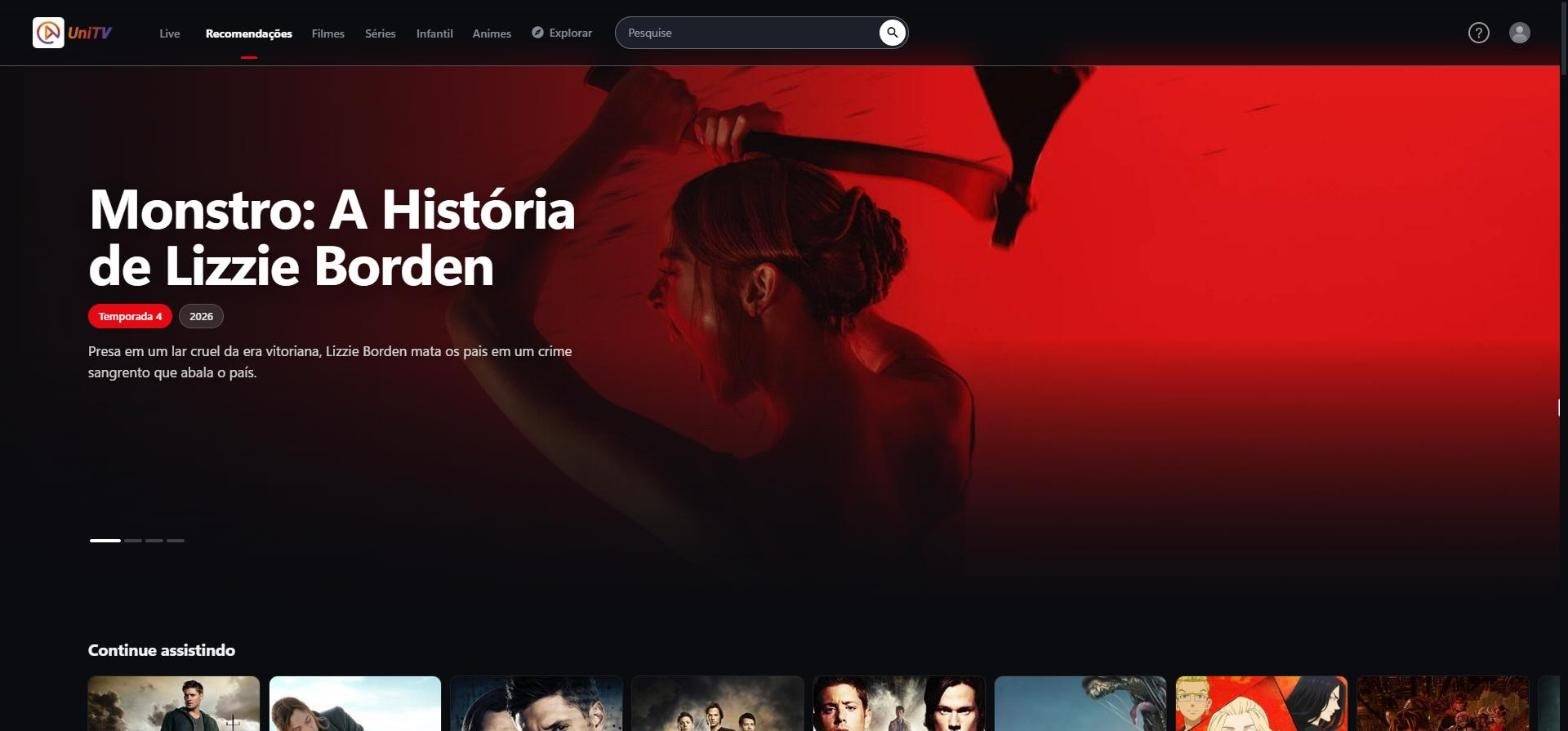 UniTV
Live
Recomendações
Filmes
Séries
Infantil
Animes
Explorar
Pesquise
?
Monstro: A História
de Lizzie Borden
Temporada 4
2026
Presa em um lar cruel da era vitoriana, Lizzie Borden mata os pais em um crime
sangrento que abala o país.
Continue assistindo